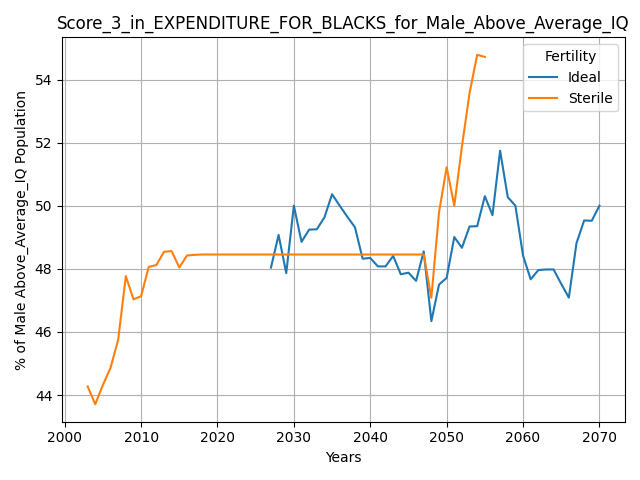 Score_3_in_EXPENDITURE_FOR_BLACKS_for_Male_Above_Average_IQ
Fertility
Ideal
Sterile
% of Male Above_Average_IQ Population
54
52
50
48
46
44
2000
2010
2020
2030
2040
2050
2060
2070
Years